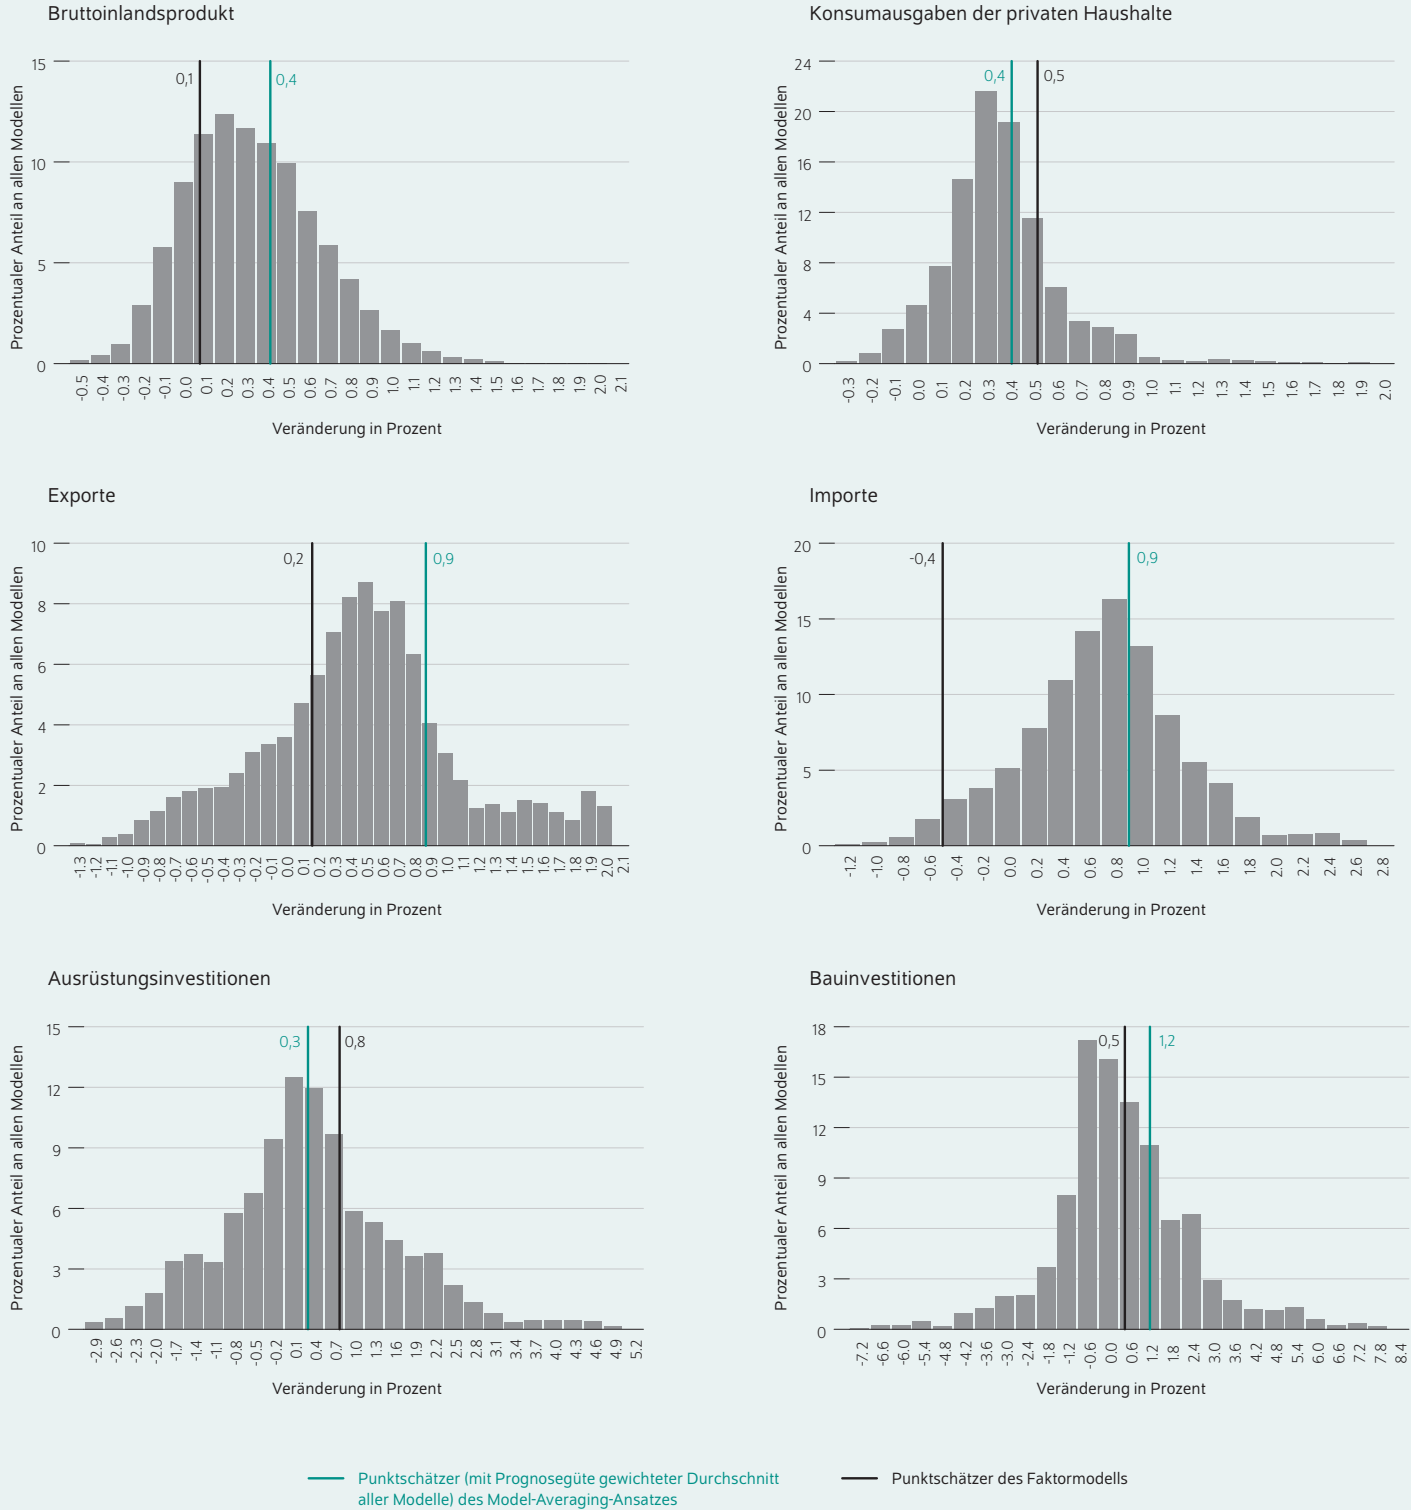 Bruttoinlandsprodukt
Prozentualer Anteil an allen Modellen
15
10
5
0
0,1
0,4
-0.5 -0.4 -0.3 -0.2 -0.1 0.0 0.1 0.2 0.3 0.4 0.5 0.6 0.7 0.8 0.9 1.0 1.1 1.2 1.3 1.4 1.5 1.6 1.7 1.8 1.9 2.0 2.1
Veränderung in Prozent
Konsumausgaben der privaten Haushalte
Prozentualer Anteil an allen Modellen
24
20
16
12
8
4
0
0,4
0,5
-0.3 -0.2 -0.1 0.0 0.1 0.2 0.3 0.4 0.5 0.6 0.7 0.8 0.9 1.0 1.1 1.2 1.3 1.4 1.5 1.6 1.7 1.8 1.9 2.0
Veränderung in Prozent
Exporte
Prozentualer Anteil an allen Modellen
10
8
6
4
2
0
0,2
0,9
-1.3 -1.2 -1.1 -1.0 -0.9 -0.8 -0.7 -0.6 -0.5 -0.4 -0.3 -0.2 -0.1 0.0 0.1 0.2 0.3 0.4 0.5 0.6 0.7 0.8 0.9 1.0 1.1 1.2 1.3 1.4 1.5 1.6 1.7 1.8 1.9 2.0 2.1
Veränderung in Prozent
Importe
Prozentualer Anteil an allen Modellen
20
15
10
5
0
-0,4
0,9
-1.2 -1.0 -0.8 -0.6 -0.4 -0.2 0.0 0.2 0.4 0.6 0.8 1.0 1.2 1.4 1.6 1.8 2.0 2.2 2.4 2.6 2.8
Veränderung in Prozent
Ausrüstungsinvestitionen
Prozentualer Anteil an allen Modellen
15
12
9
6
3
0
0,3
0,8
-2.9 -2.6 -2.3 -2.0 -1.7 -1.4 -1.1 -0.8 -0.5 -0.2 0.1 0.4 0.7 1.0 1.3 1.6 1.9 2.2 2.5 2.8 3.1 3.4 3.7 4.0 4.3 4.6 4.9 5.2
Veränderung in Prozent
Bauinvestitionen
Prozentualer Anteil an allen Modellen
18
15
12
9
6
3
0
0,5
1,2
-7.2 -6.6 -6.0 -5.4 -4.8 -4.2 -3.6 -3.0 -2.4 -1.8 -1.2 -0.6 0.0 0.6 1.2 1.8 2.4 3.0 3.6 4.2 4.8 5.4 6.0 6.6 7.2 7.8 8.4
Veränderung in Prozent
Punktschätzer (mit Prognosegüte gewichteter Durchschnitt
aller Modelle) des Model-Averaging-Ansatzes
Punktschätzer des Faktormodells